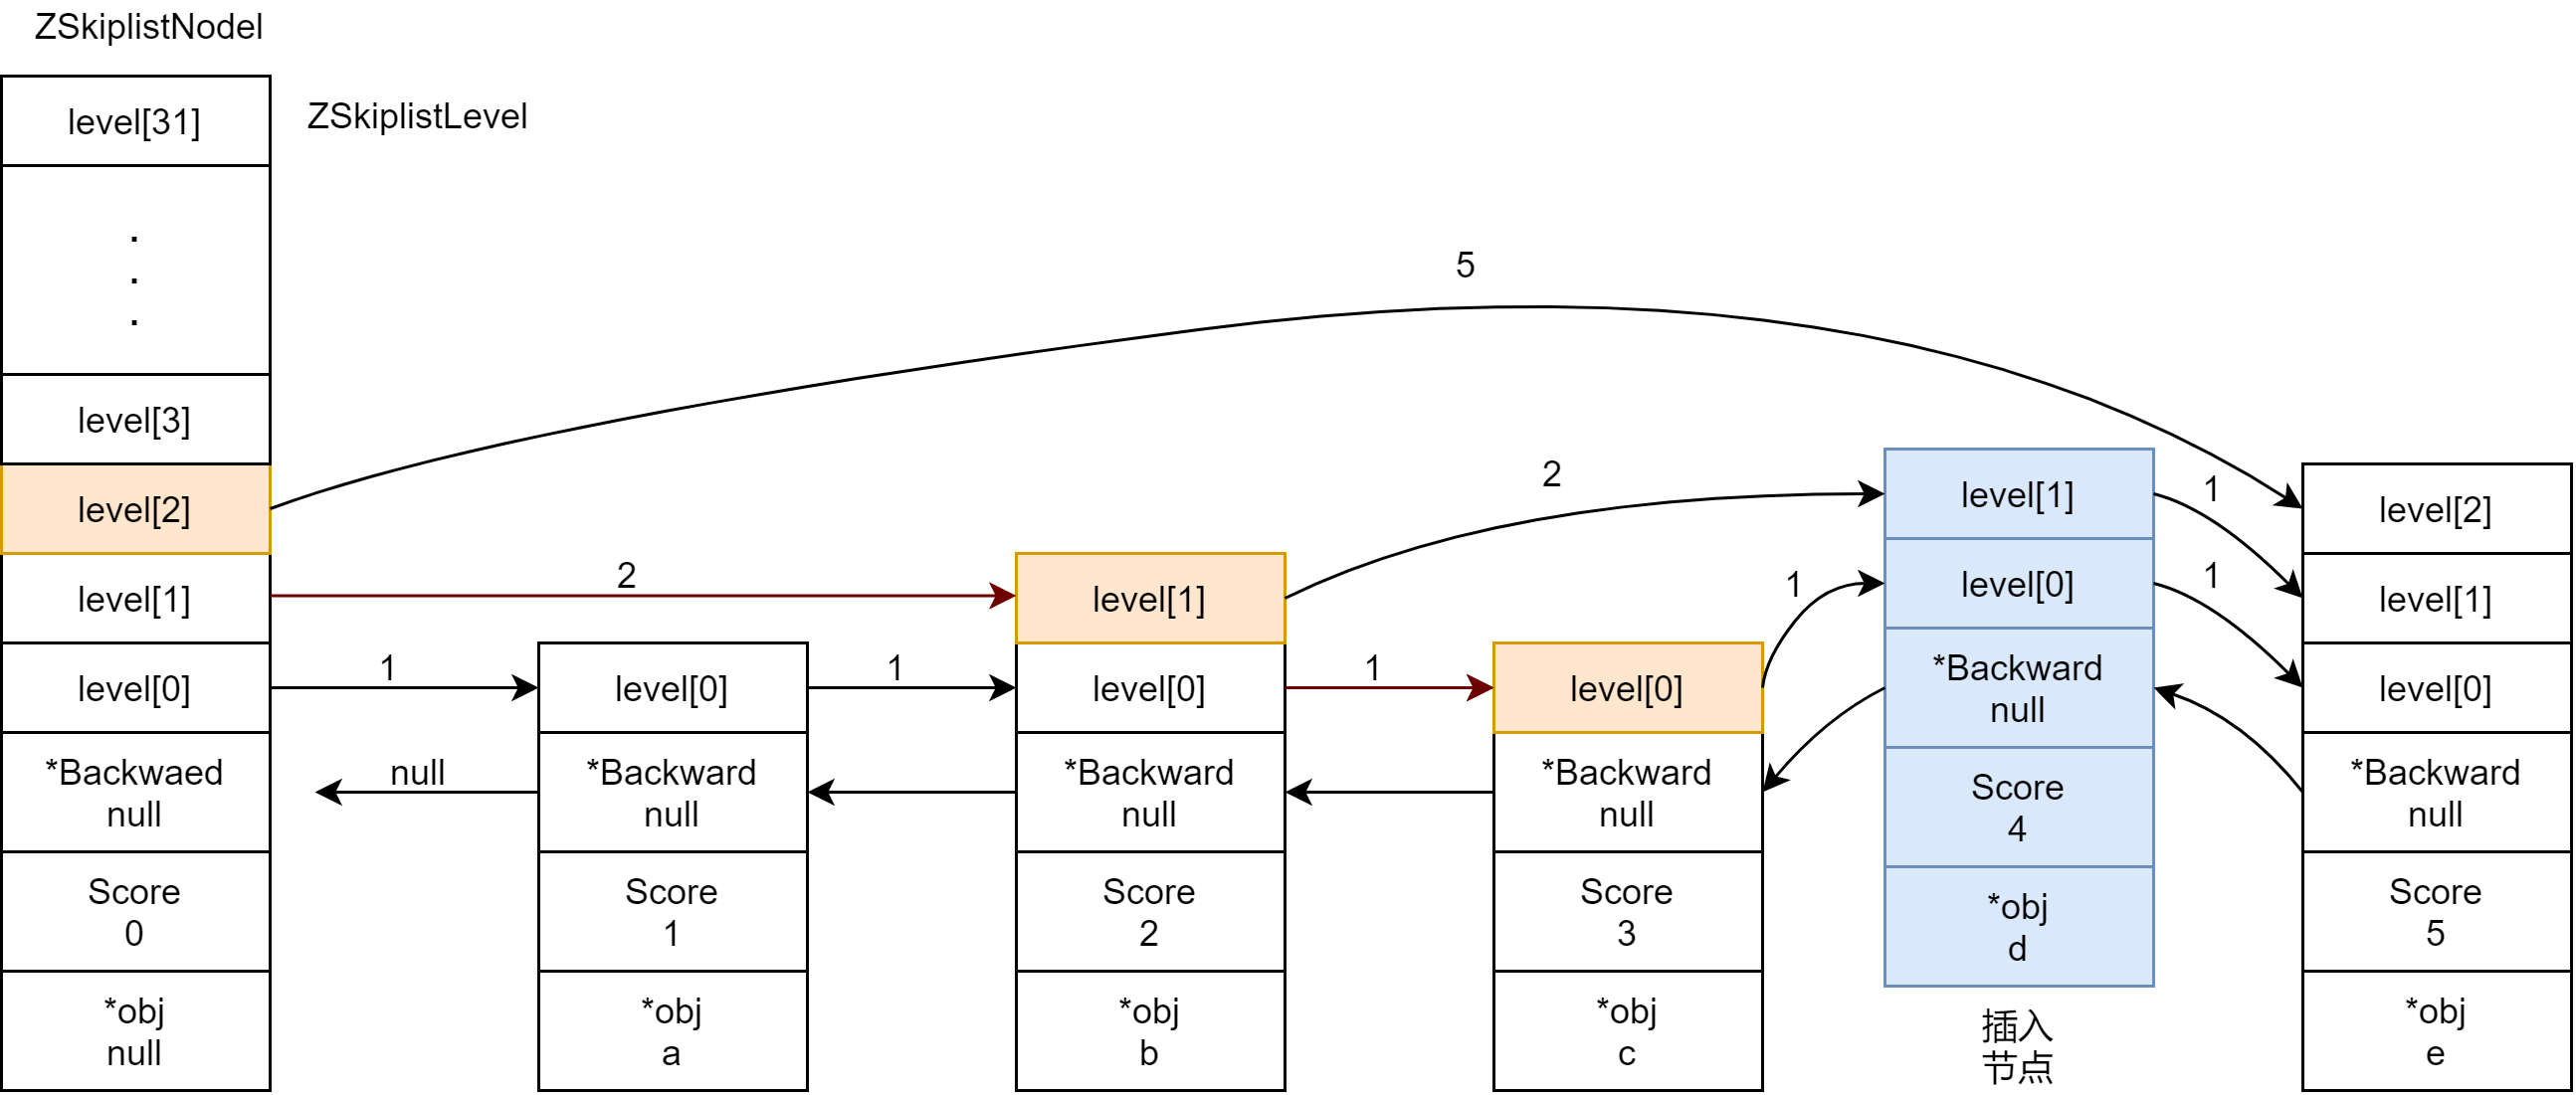 ZSkiplistNodel
ZSkiplistLevel
level[31]
.
.
.
level[3]
level[2]
level[1]
level[0]
*Backwaed
null
Score
0
*obj
null
5
2
2
1
1
1
1
1
1
null
level[0]
*Backward
null
Score
1
*obj
a
level[1]
level[0]
*Backward
null
Score
2
*obj
b
level[0]
*Backward
null
Score
3
*obj
c
level[1]
level[0]
*Backward
null
Score
4
*obj
d
插入
节点
level[2]
level[1]
level[0]
*Backward
null
Score
5
*obj
e